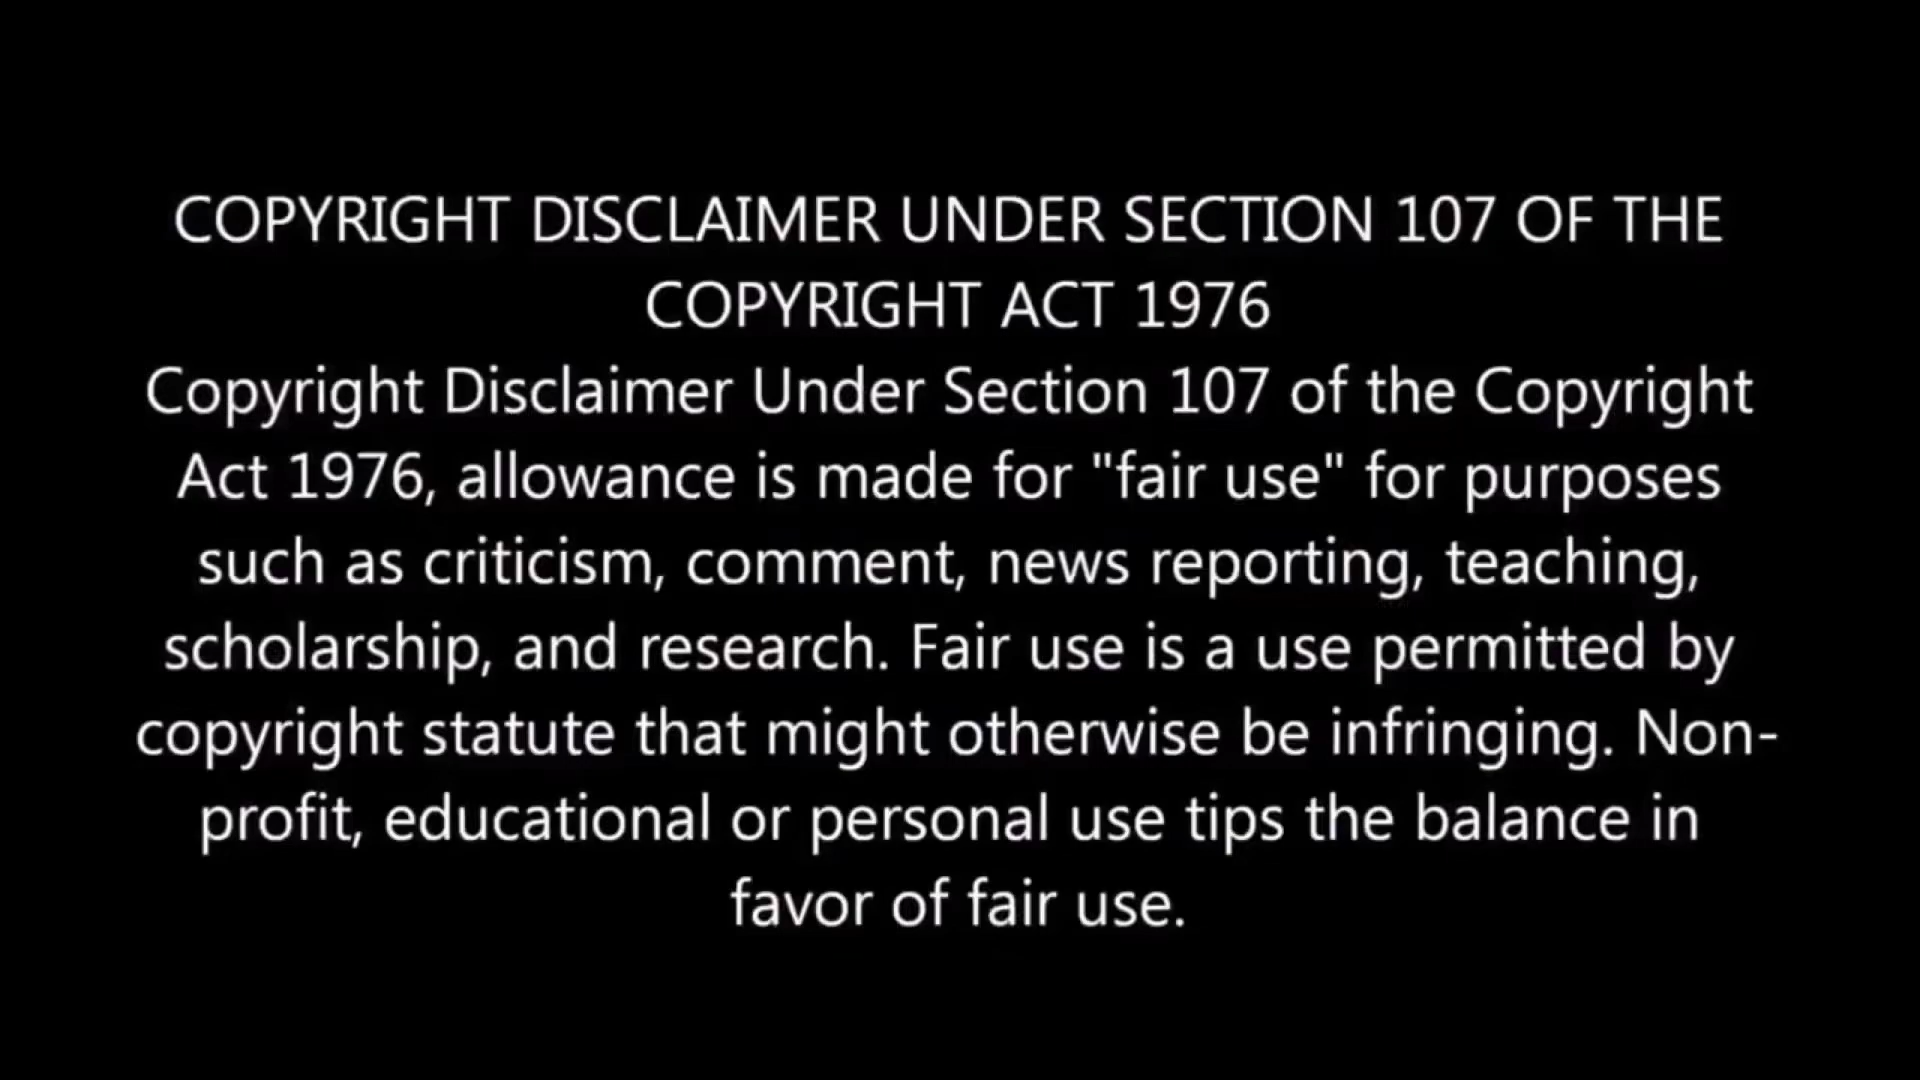 COPYRIGHT DISCLAIMER UNDER SECTION 107 OF THE
COPYRIGHT ACT 1976
Copyright Disclaimer Under Section 107 of the Copyright
Act 1976, allowance is made for "fair use" for purposes
such as criticism, comment, news reporting, teaching,
scholarship, and research. Fair use is a use permitted by
copyright statute that might otherwise be infringing. Non-
profit, educational or personal use tips the balance in
favor of fair use.